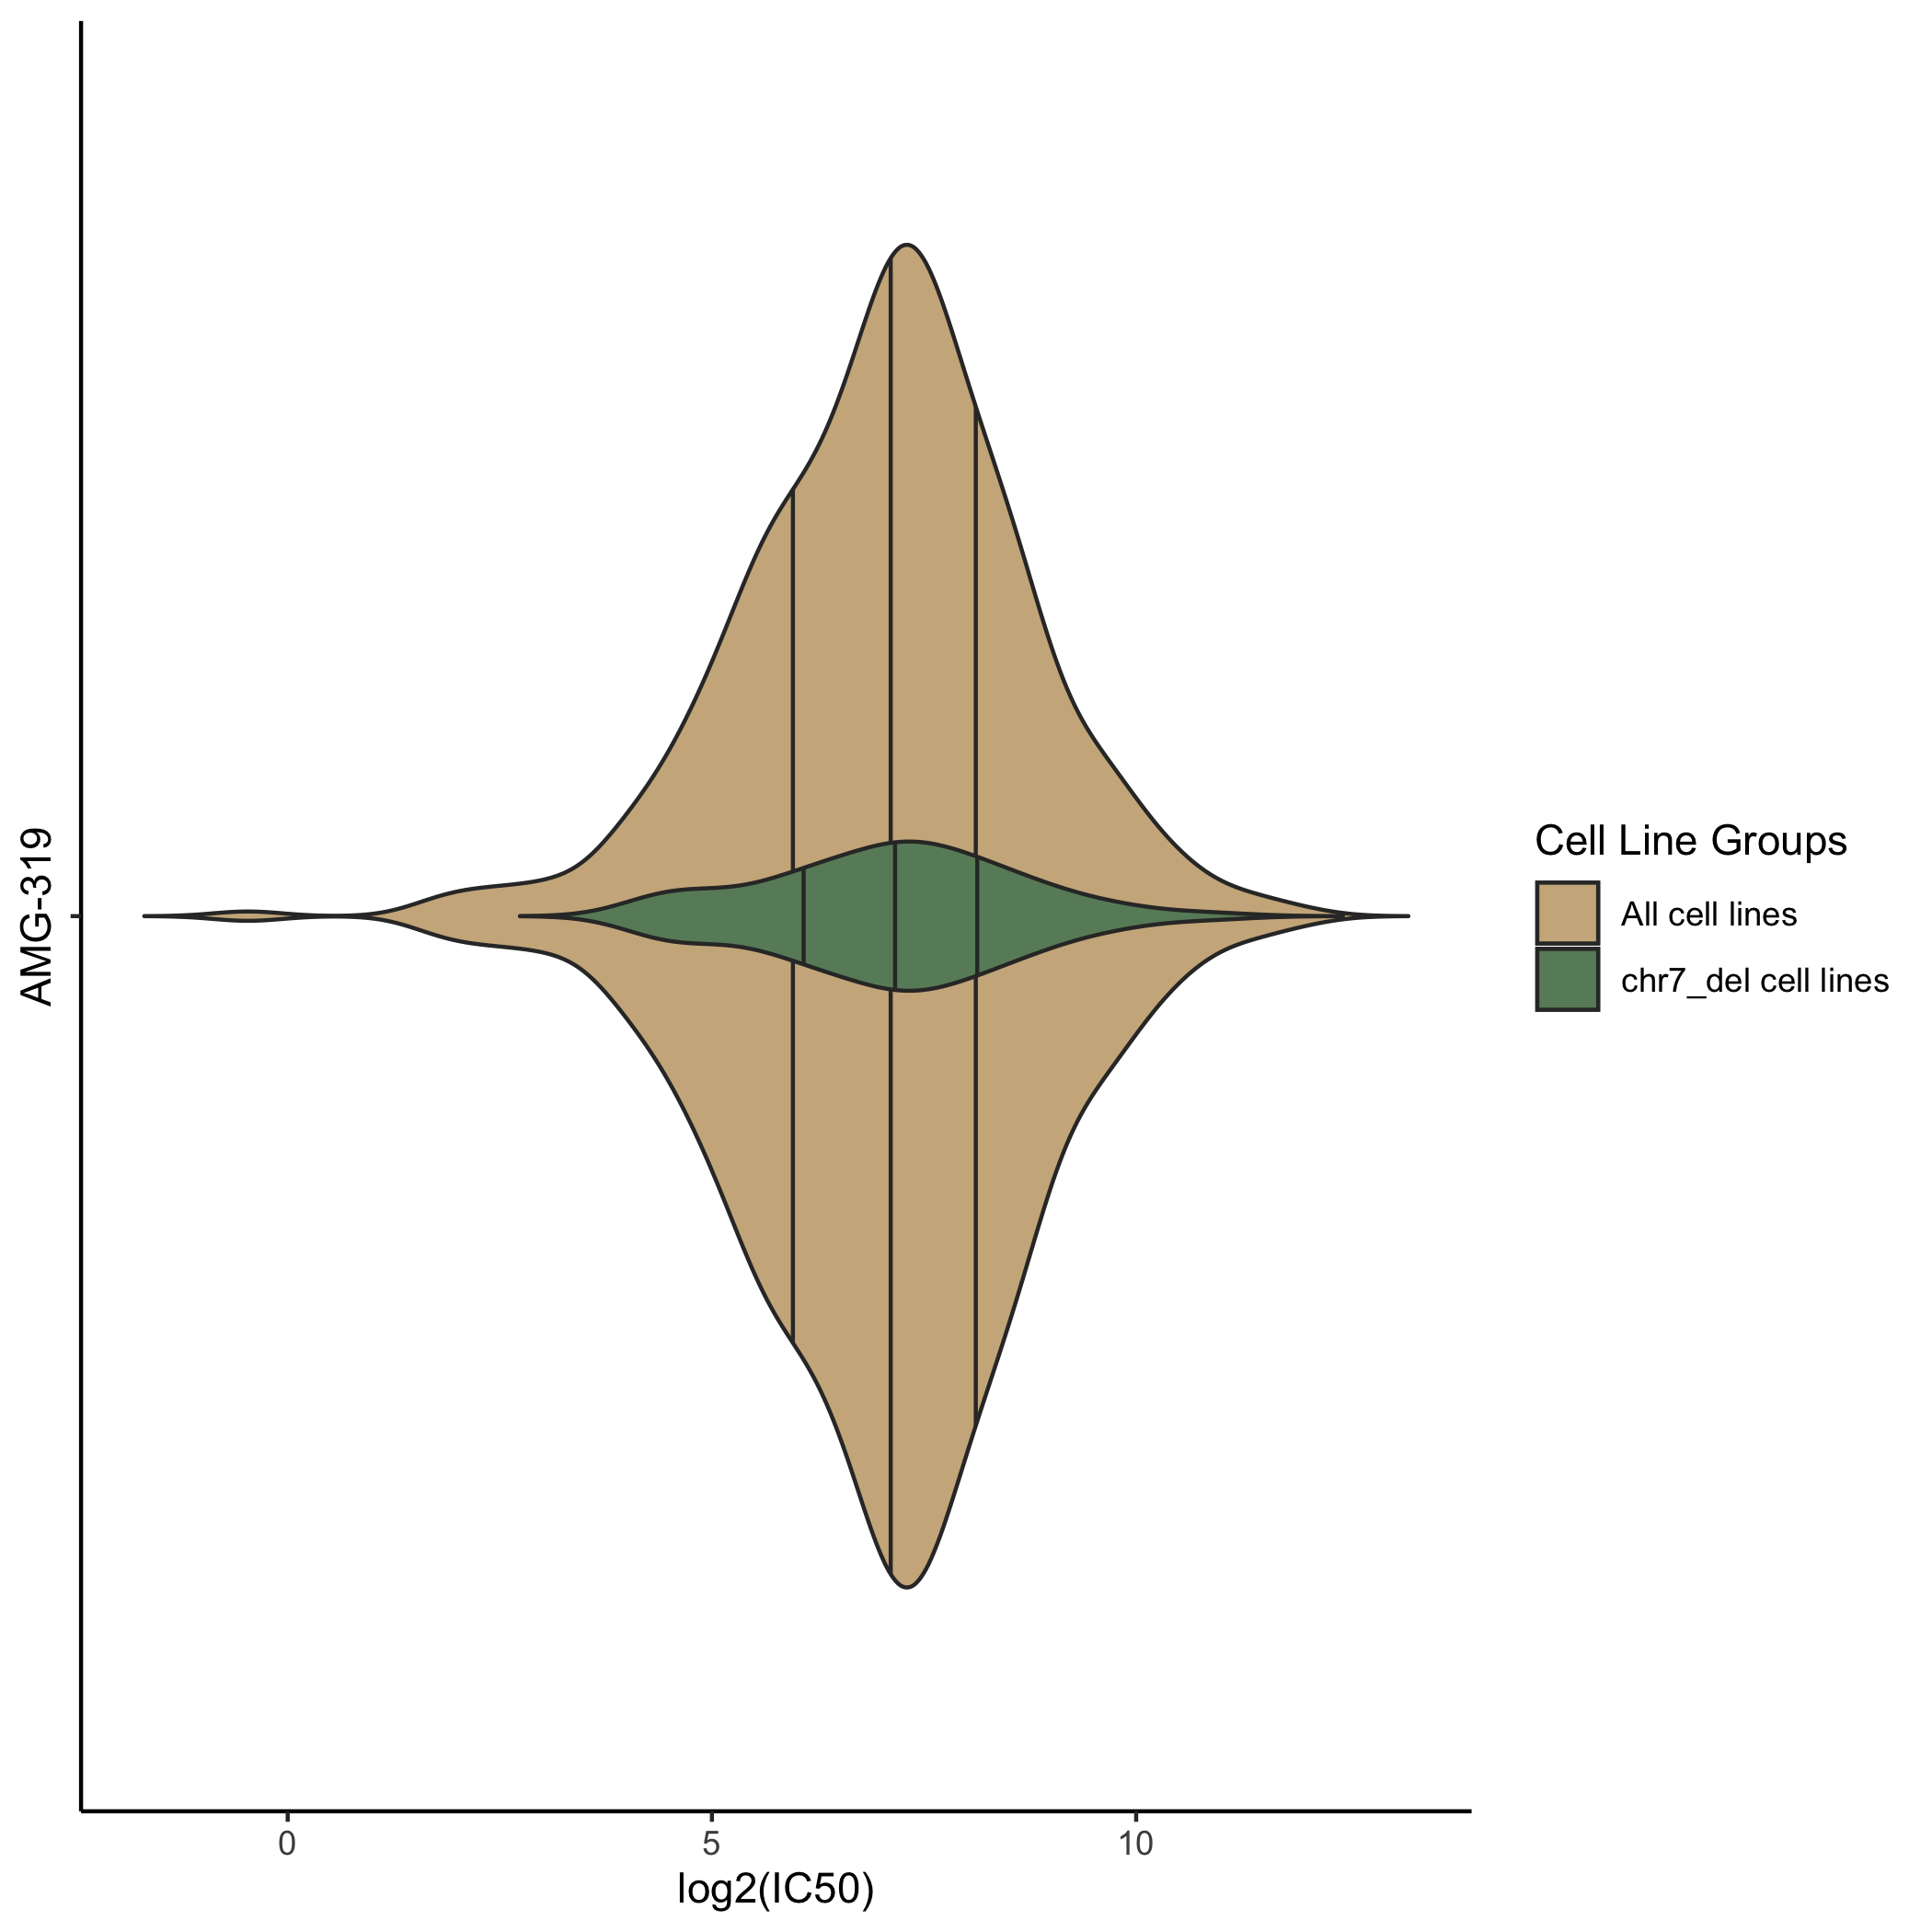 AMG-319
Cell Line Groups
All cell lines
chr7_del cell lines
0 5 10
log2(IC50)